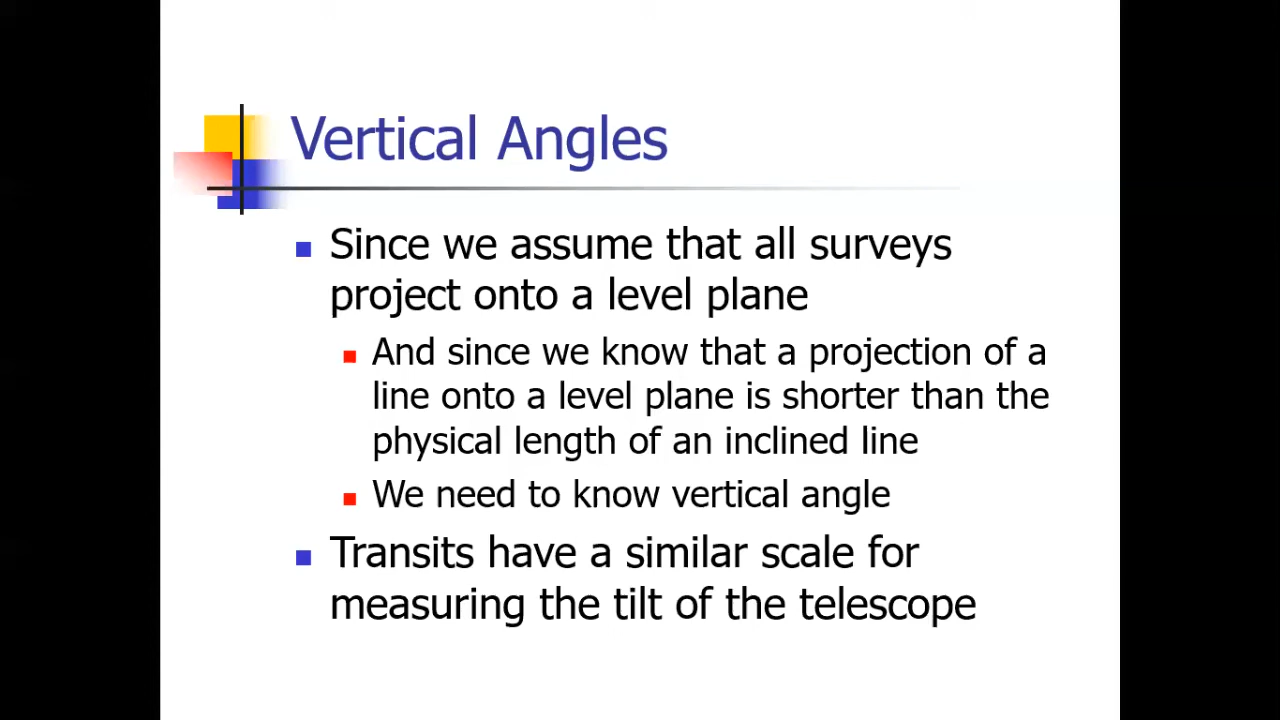 Vertical Angles
Since we assume that all surveys
project onto a level plane
And since we know that a projection of a
line onto a level plane is shorter than the
physical length of an inclined line
We need to know vertical angle
Transits have a similar scale for
measuring the tilt of the telescope